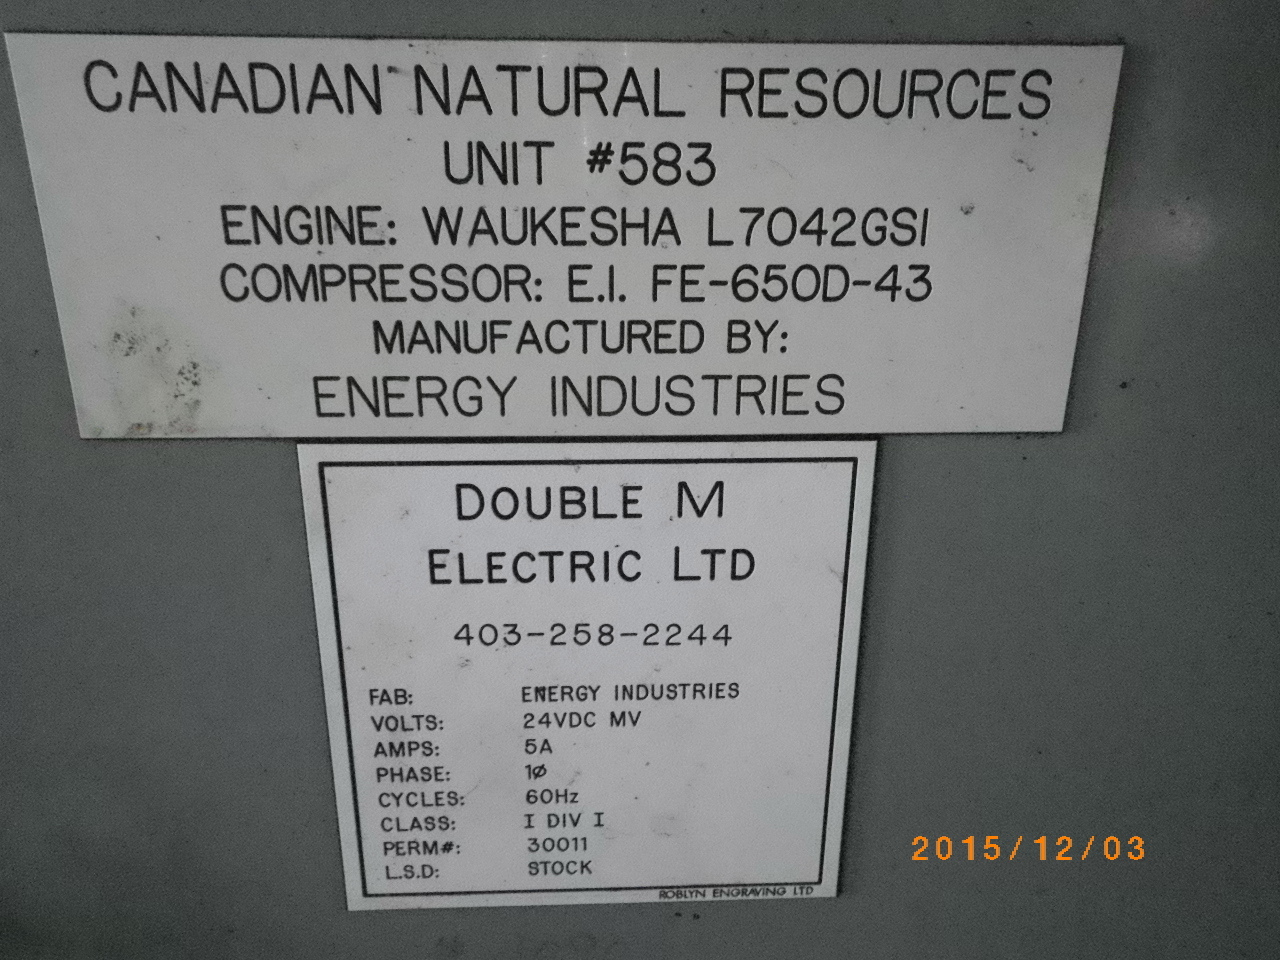 CANADIAN NATURAL RESOURCES
UNIT #583
ENGINE: WAUKESHA L7042GSI
COMPRESSOR: E.I. FE-650D-43
MANUFACTURED BY:
ENERGY INDUSTRIES
DOUBLE M
ELECTRIC LTD
403-258-2244
FAB: ENERGY INDUSTRIES
VOLTS: 24VDC MV
AMPS: 5A
PHASE: 1Ø
CYCLES: 60Hz
CLASS: I DIV I
PERM#: 30011
L.S.D: STOCK
ROBLYN ENGRAVING LTD
2015/12/03